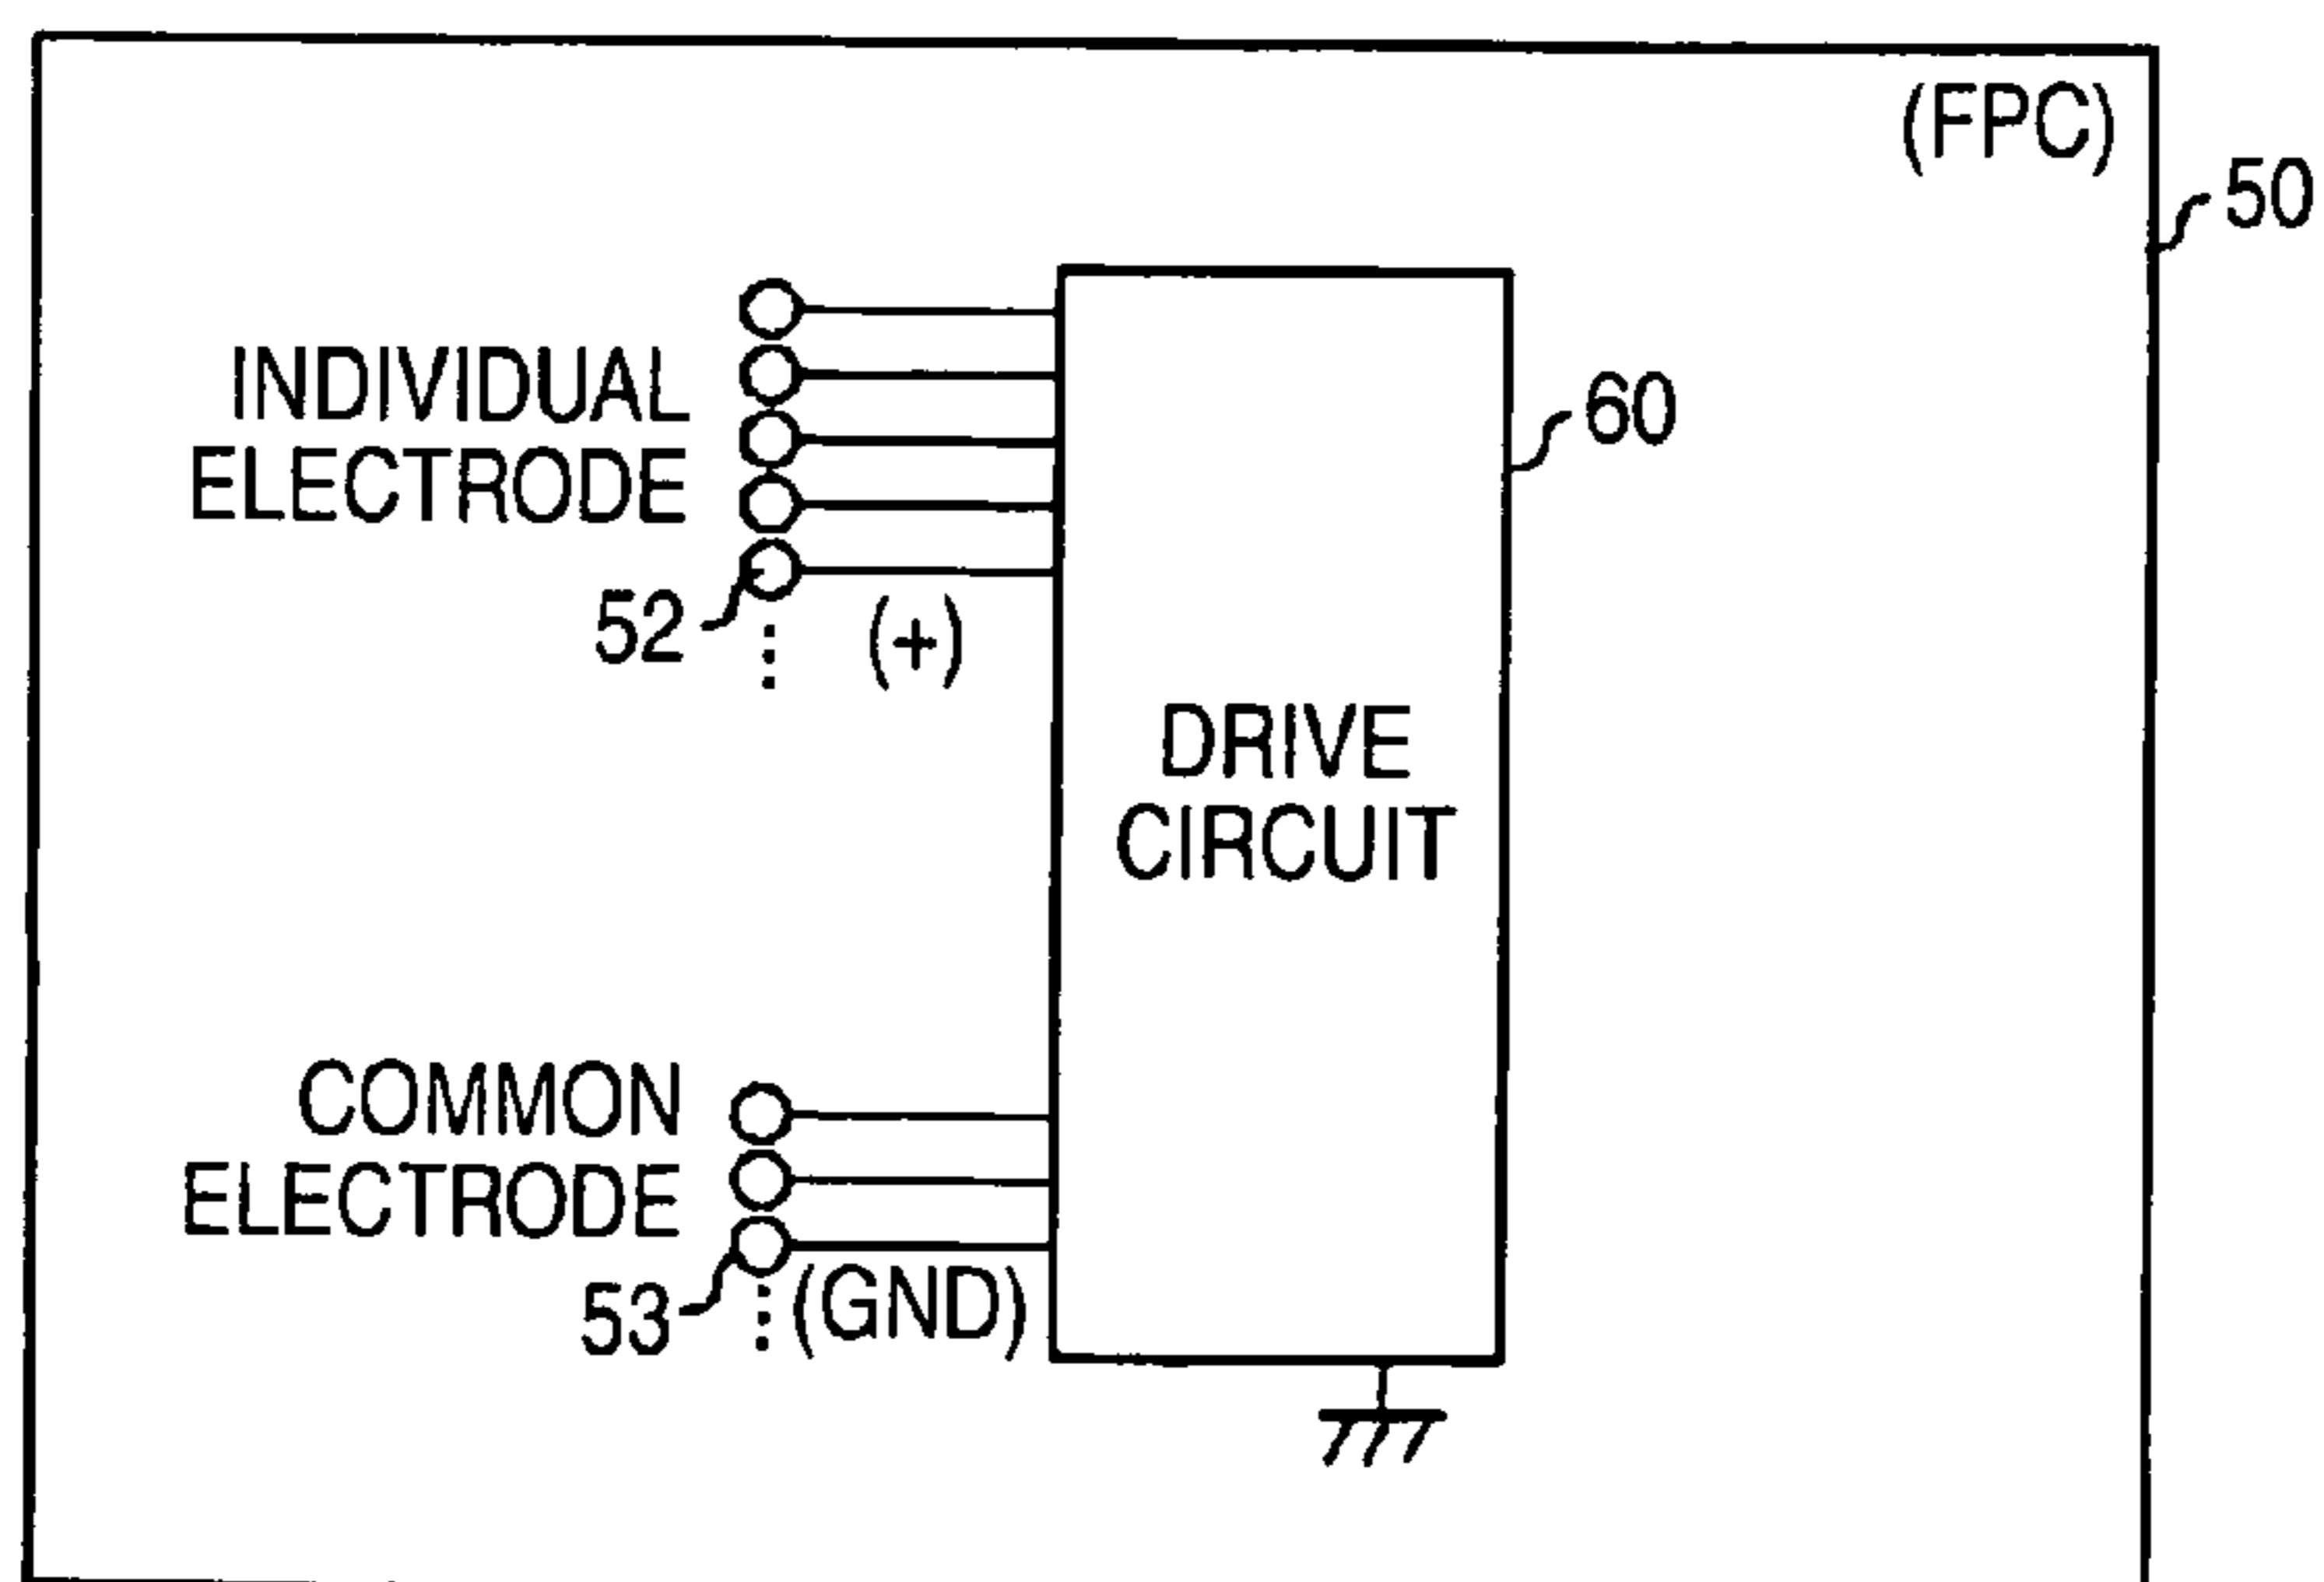 (FPC)
50
INDIVIDUAL
ELECTRODE
60
52
(+)
DRIVE
CIRCUIT
COMMON
ELECTRODE
53
(GND)